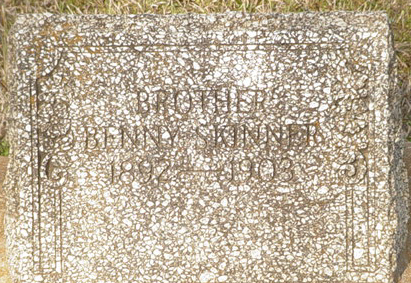 BROTHER
BENNY SKINNER
1892 — 1903